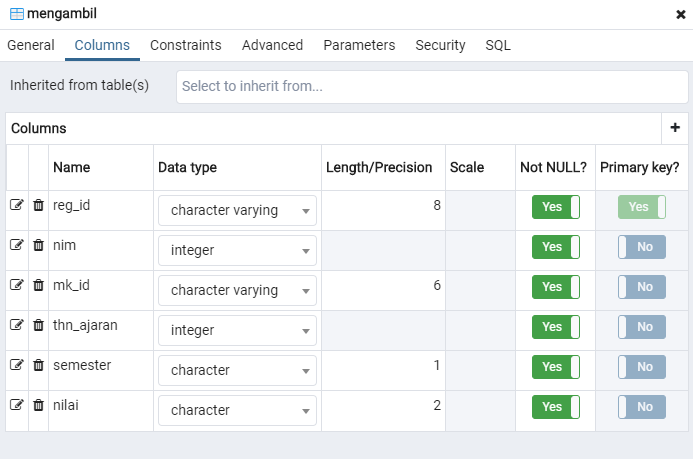 mengambil
General Columns Constraints Advanced Parameters Security SQL
Inherited from table(s) Select to inherit from...
Columns
Name Data type Length/Precision Scale Not NULL? Primary key?
reg_id character varying 8 Yes Yes
nim integer Yes No
mk_id character varying 6 Yes No
thn_ajaran integer Yes No
semester character 1 Yes No
nilai character 2 Yes No